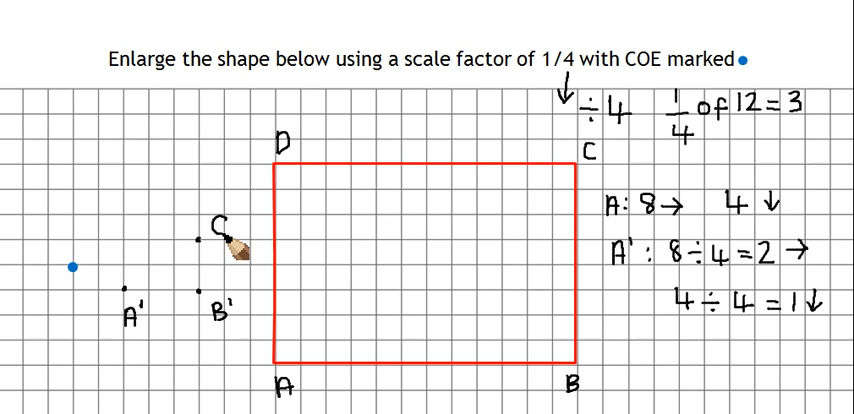 Enlarge the shape below using a scale factor of 1/4 with COE marked
÷4 1/4 of 12 = 3
D
C
A: 8 → 4 ↓
C
A' : 8 ÷ 4 = 2 →
A'
B'
4 ÷ 4 = 1 ↓
A
B